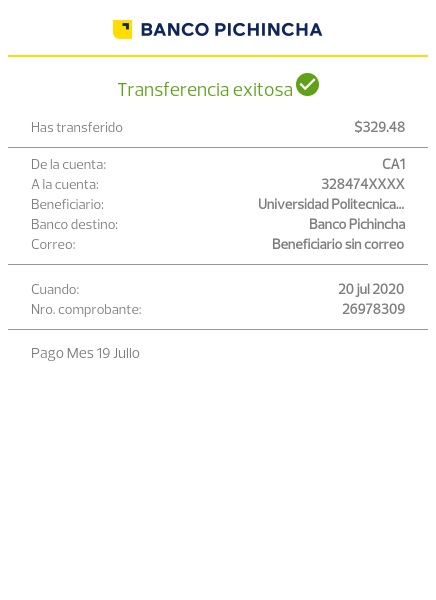 BANCO PICHINCHA
Transferencia exitosa
Has transferido $329.48
De la cuenta: CA1
A la cuenta: 328474XXXX
Beneficiario: Universidad Politecnica...
Banco destino: Banco Pichincha
Correo: Beneficiario sin correo
Cuando: 20 jul 2020
Nro. comprobante: 26978309
Pago Mes 19 Julio